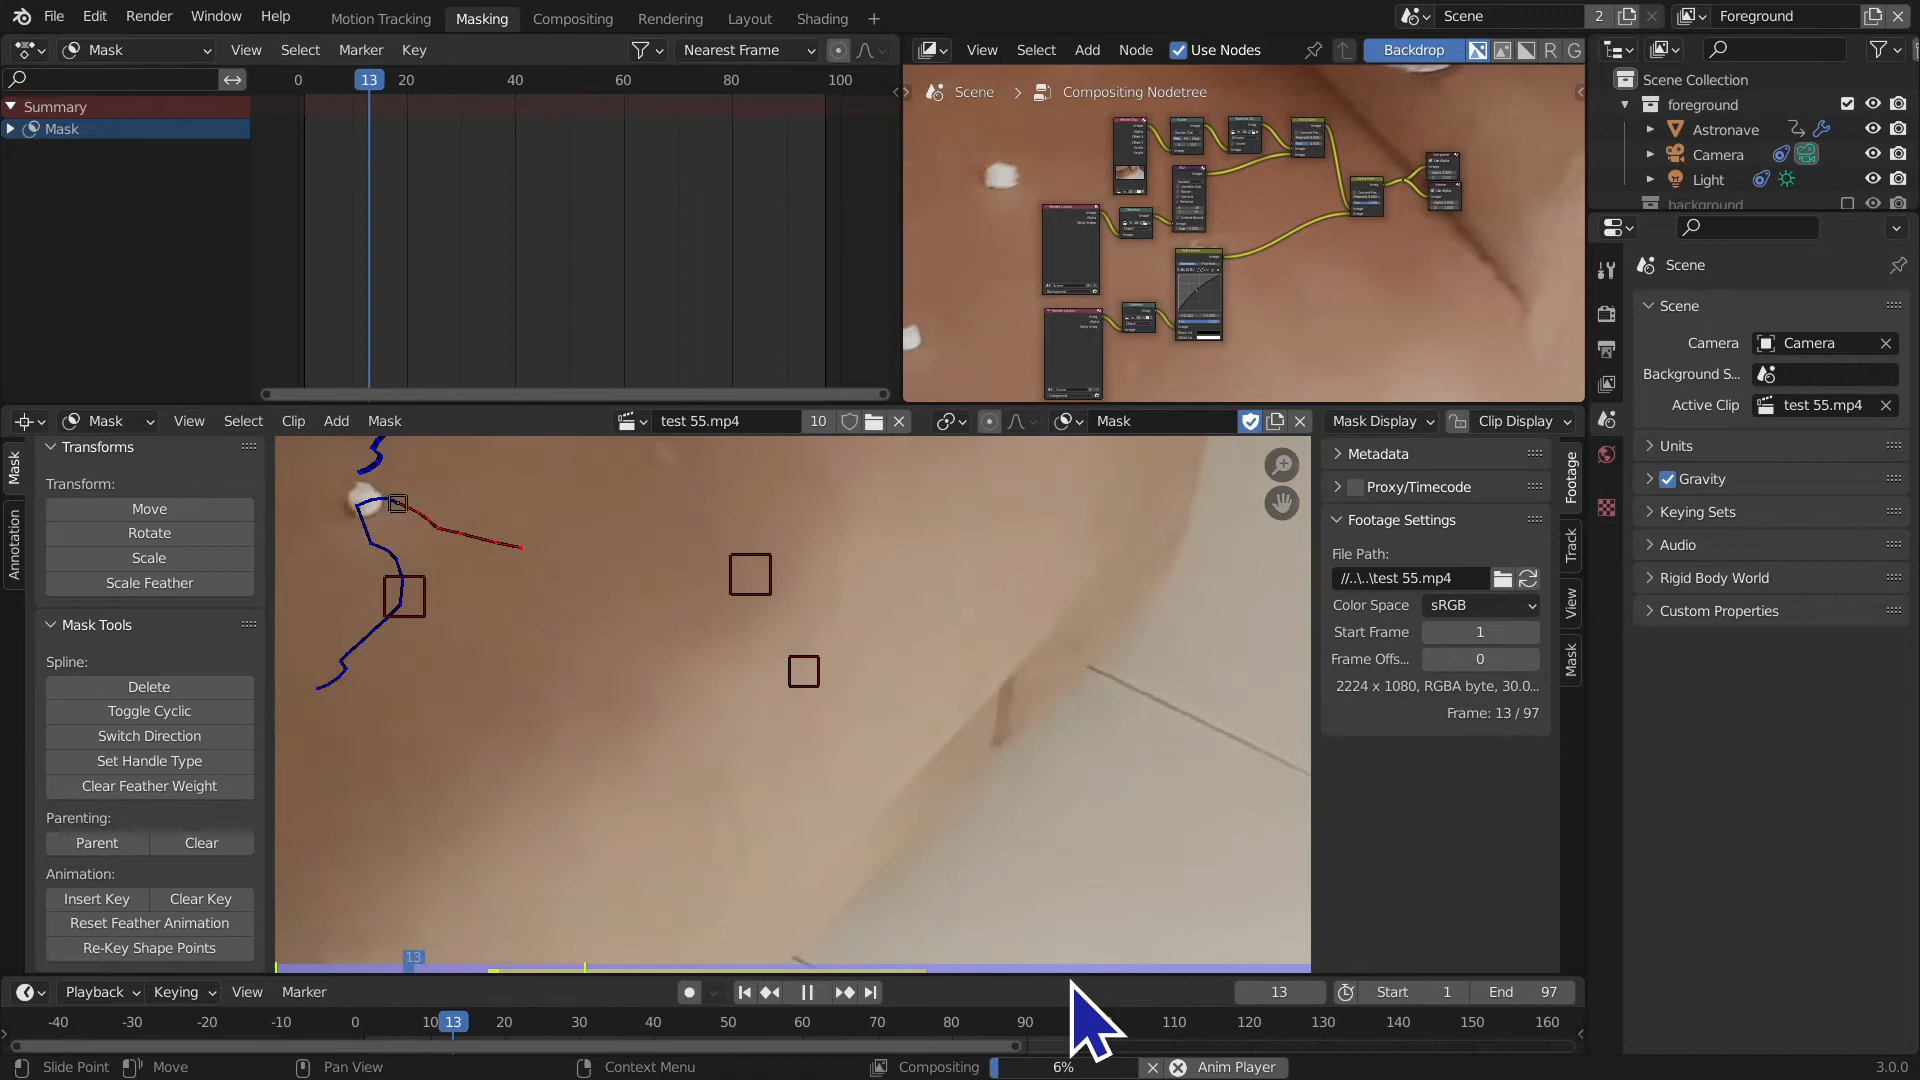 File Edit Render Window Help Motion Tracking Masking Compositing Rendering Layout Shading + Scene 2 Foreground
Mask View Select Marker Key Nearest Frame
View Select Add Node Use Nodes Backdrop R G
0 13 20 40 60 80 100
Summary
Mask
Scene > Compositing Nodetree
Scene Collection
foreground
Astronave
Camera
Light
background
Scene
Scene
Camera Camera
Background S...
Active Clip test 55.mp4
Units
Gravity
Keying Sets
Audio
Rigid Body World
Custom Properties
Mask View Select Clip Add Mask test 55.mp4 10 Mask Mask Display Clip Display
Mask
Annotation
Transforms
Transform:
Move
Rotate
Scale
Scale Feather
Mask Tools
Spline:
Delete
Toggle Cyclic
Switch Direction
Set Handle Type
Clear Feather Weight
Parenting:
Parent Clear
Animation:
Insert Key Clear Key
Reset Feather Animation
Re-Key Shape Points
13
Metadata
Proxy/Timecode
Footage Settings
File Path:
//..\..\test 55.mp4
Color Space sRGB
Start Frame 1
Frame Offs... 0
2224 x 1080, RGBA byte, 30.0...
Frame: 13 / 97
Footage
Track
View
Mask
Playback Keying View Marker 13 Start 1 End 97
-40 -30 -20 -10 0 10 13 20 30 40 50 60 70 80 90 110 120 130 140 150 160
Slide Point Move Pan View Context Menu Compositing 6% Anim Player 3.0.0